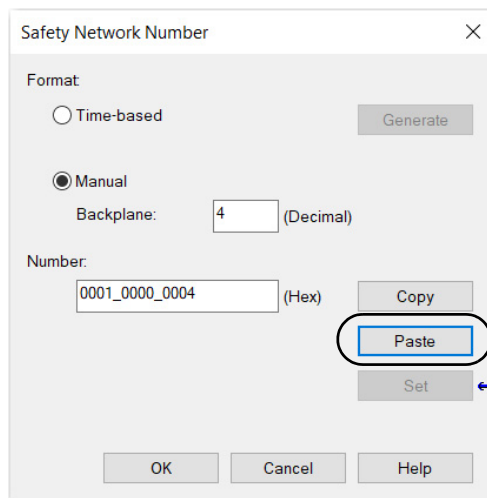 Safety Network Number
Format:
Time-based
Generate
Manual
Backplane: 4 (Decimal)
Number:
0001_0000_0004 (Hex) Copy
Paste
Set
OK Cancel Help